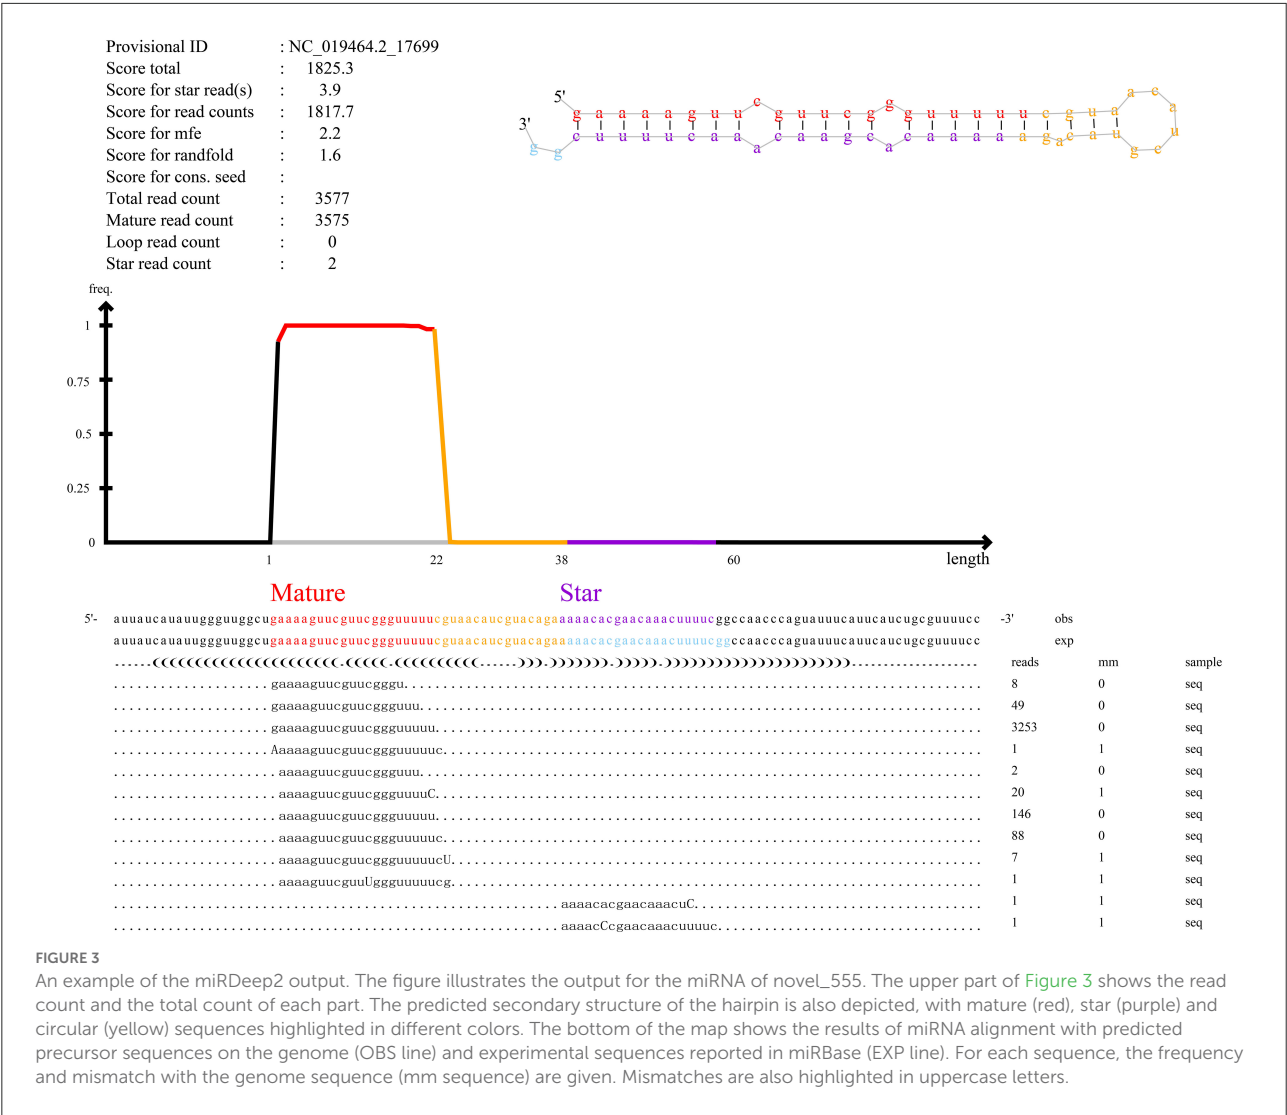 Provisional ID : NC_019464.2_17699
Score total : 1825.3
Score for star read(s) : 3.9
Score for read counts : 1817.7
Score for mfe : 2.2
Score for randfold : 1.6
Score for cons. seed :
Total read count : 3577
Mature read count : 3575
Loop read count : 0
Star read count : 2
5'
3'
g a a a a g u u c g u u c g g g u u u u u c g u a a c a u c g u a c a g a a a a a c a c g a a c a a a c u u u u c g g
freq.
1
0.75
0.5
0.25
0
1 22 38 60 length
Mature Star
5'- auuaucauauuggguuggcugaaaaguucguucggguuuuucguaacaucguacagaaaaacacgaacaaacuuuucggccaacccaguauuucauucaucugcguuuucc -3' obs
auuaucauauuggguuggcugaaaaguucguucggguuuuucguaacaucguacagaaaaacacgaacaaacuuuucggccaacccaguauuucauucaucugcguuuucc exp
reads mm sample
gaaaaguucguucgggu 8 0 seq
gaaaaguucguucggguuu 49 0 seq
gaaaaguucguucggguuuuu 3253 0 seq
Aaaaaguucguucggguuuuuc 1 1 seq
aaaaguucguucggguuu 2 0 seq
aaaaguucguucggguuuuC 20 1 seq
aaaaguucguucggguuuuu 146 0 seq
aaaaguucguucggguuuuuc 88 0 seq
aaaaguucguucggguuuuucU 7 1 seq
aaaaguucguuUggguuuuucg 1 1 seq
aaaacacgaacaaacuC 1 1 seq
aaaacCcgaacaaacuuuuc 1 1 seq
FIGURE 3
An example of the miRDeep2 output. The figure illustrates the output for the miRNA of novel_555. The upper part of Figure 3 shows the read
count and the total count of each part. The predicted secondary structure of the hairpin is also depicted, with mature (red), star (purple) and
circular (yellow) sequences highlighted in different colors. The bottom of the map shows the results of miRNA alignment with predicted
precursor sequences on the genome (OBS line) and experimental sequences reported in miRBase (EXP line). For each sequence, the frequency
and mismatch with the genome sequence (mm sequence) are given. Mismatches are also highlighted in uppercase letters.